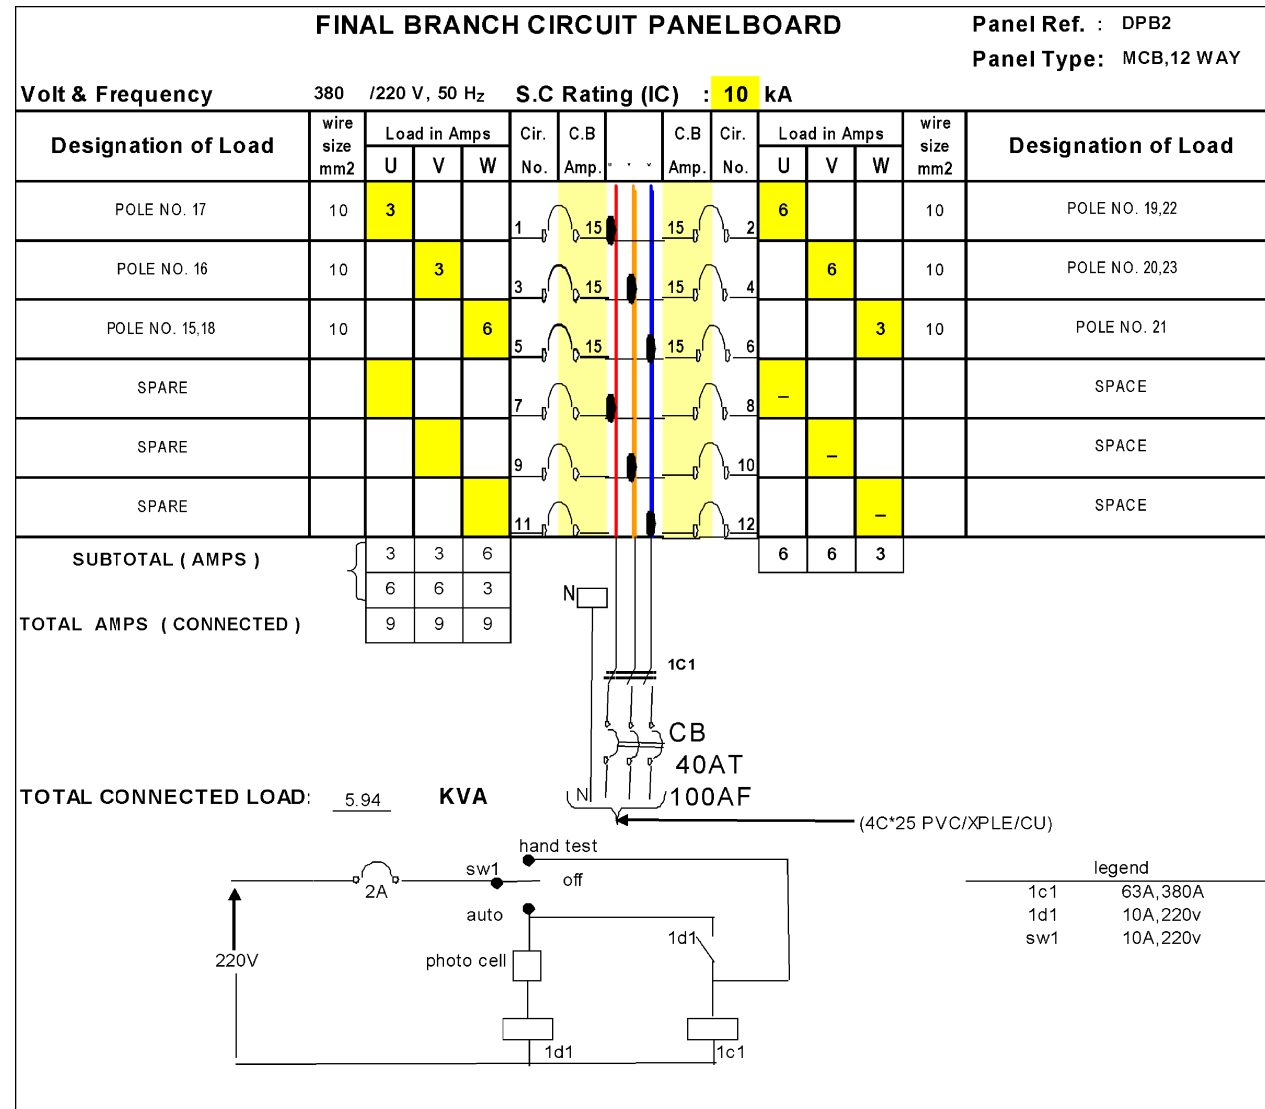 FINAL BRANCH CIRCUIT PANELBOARD
Panel Ref. : DPB2
Panel Type: MCB,12 WAY
Volt & Frequency 380 /220 V, 50 Hz S.C Rating (IC) : 10 kA
Designation of Load wire size mm2 Load in Amps U V W Cir. No. C.B Amp. C.B Amp. Cir. No. Load in Amps U V W wire size mm2 Designation of Load
POLE NO. 17 10 3 1 15 15 2 6 10 POLE NO. 19,22
POLE NO. 16 10 3 3 15 15 4 6 10 POLE NO. 20,23
POLE NO. 15,18 10 6 5 15 15 6 3 10 POLE NO. 21
SPARE 7 8 – SPACE
SPARE 9 10 – SPACE
SPARE 11 12 – SPACE
SUBTOTAL ( AMPS ) 3 3 6 6 6 3
6 6 3
N
TOTAL AMPS ( CONNECTED ) 9 9 9
1C1
CB
40AT
100AF
TOTAL CONNECTED LOAD: 5.94 KVA
N
(4C*25 PVC/XPLE/CU)
hand test
sw1
off
2A
auto
1d1
220V
photo cell
1d1
1c1
legend
1c1 63A,380A
1d1 10A,220v
sw1 10A,220v